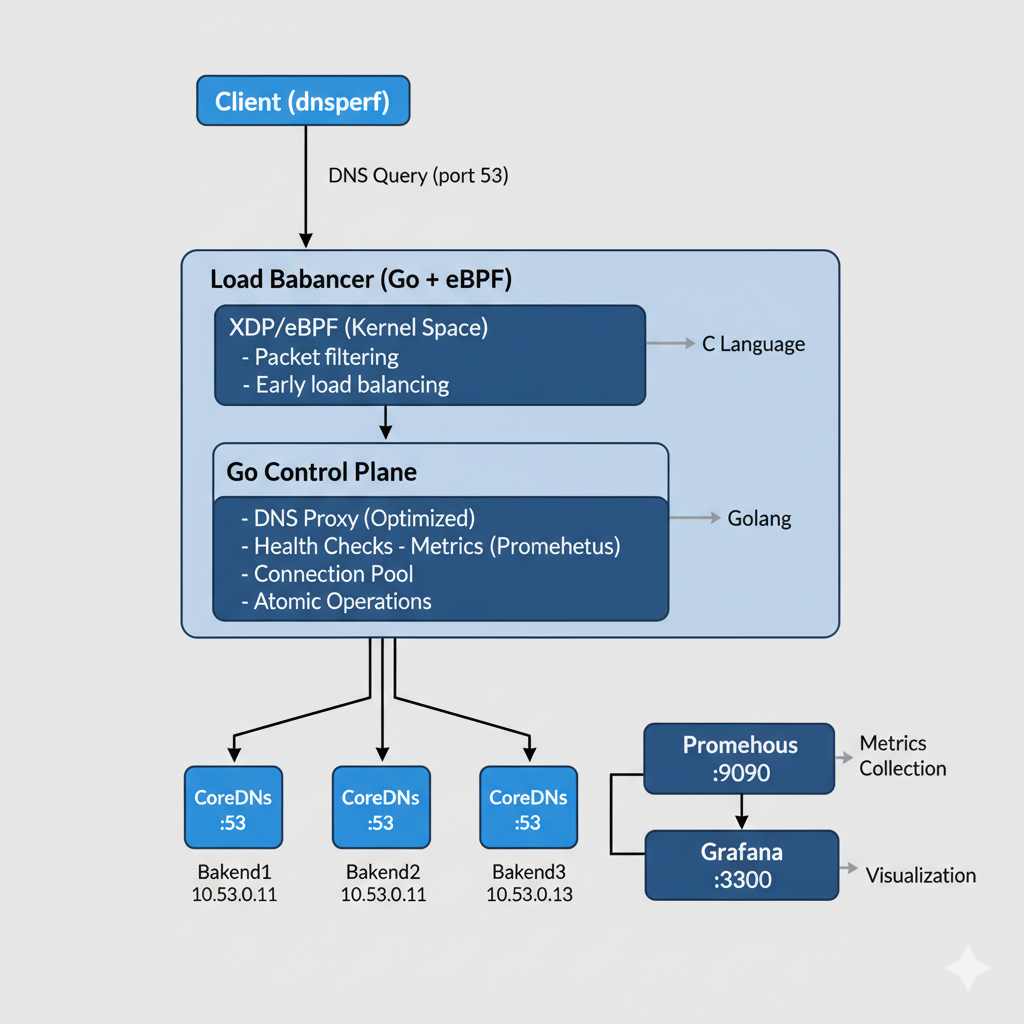 Client (dnsperf)
DNS Query (port 53)
Load Babancer (Go + eBPF)
XDP/eBPF (Kernel Space)
- Packet filtering
- Early load balancing
C Language
Go Control Plane
- DNS Proxy (Optimized)
- Health Checks - Metrics (Promehetus)
- Connection Pool
- Atomic Operations
Golang
CoreDNs
:53
Bakend1
10.53.0.11
CoreDNs
:53
Bakend2
10.53.0.11
CoreDNs
:53
Bakend3
10.53.0.13
Promehous
:9090
Metrics
Collection
Grafana
:3300
Visualization